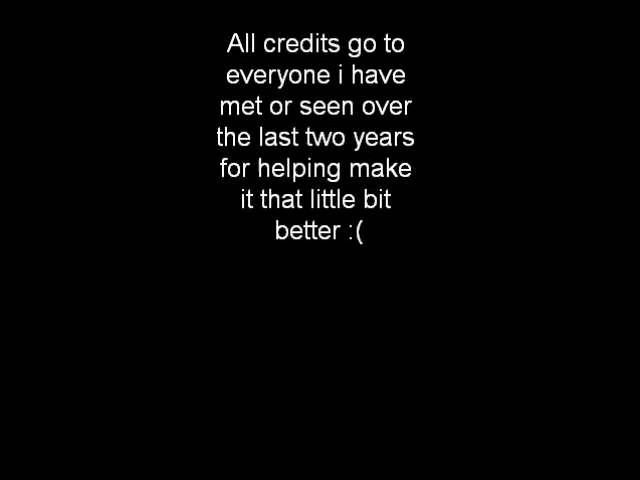 All credits go to
everyone i have
met or seen over
the last two years
for helping make
it that little bit
better :(